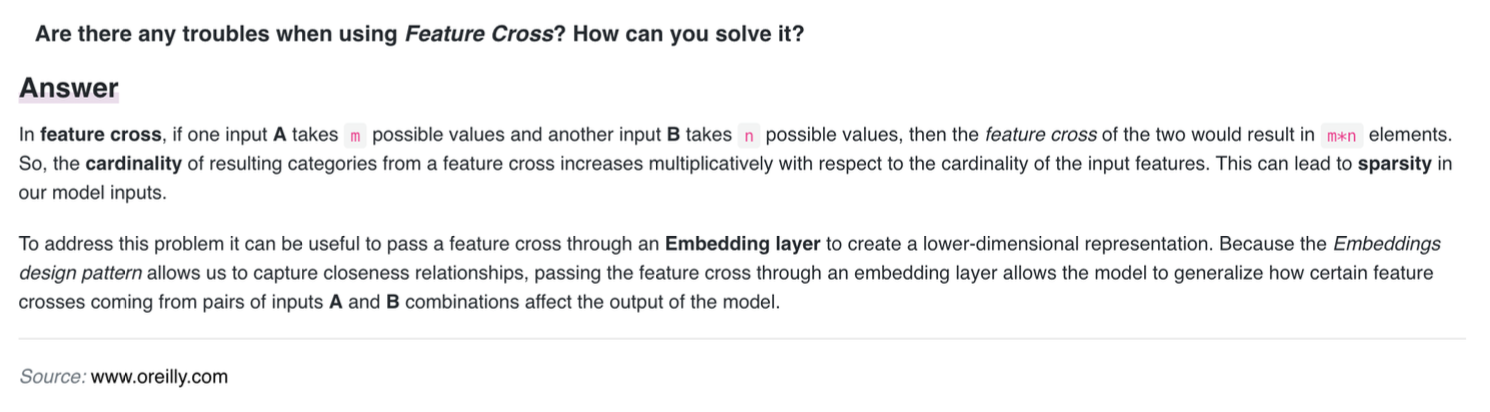 Are there any troubles when using Feature Cross? How can you solve it?
Answer
In feature cross, if one input A takes m possible values and another input B takes n possible values, then the feature cross of the two would result in m*n elements.
So, the cardinality of resulting categories from a feature cross increases multiplicatively with respect to the cardinality of the input features. This can lead to sparsity in
our model inputs.
To address this problem it can be useful to pass a feature cross through an Embedding layer to create a lower-dimensional representation. Because the Embeddings
design pattern allows us to capture closeness relationships, passing the feature cross through an embedding layer allows the model to generalize how certain feature
crosses coming from pairs of inputs A and B combinations affect the output of the model.
Source: www.oreilly.com